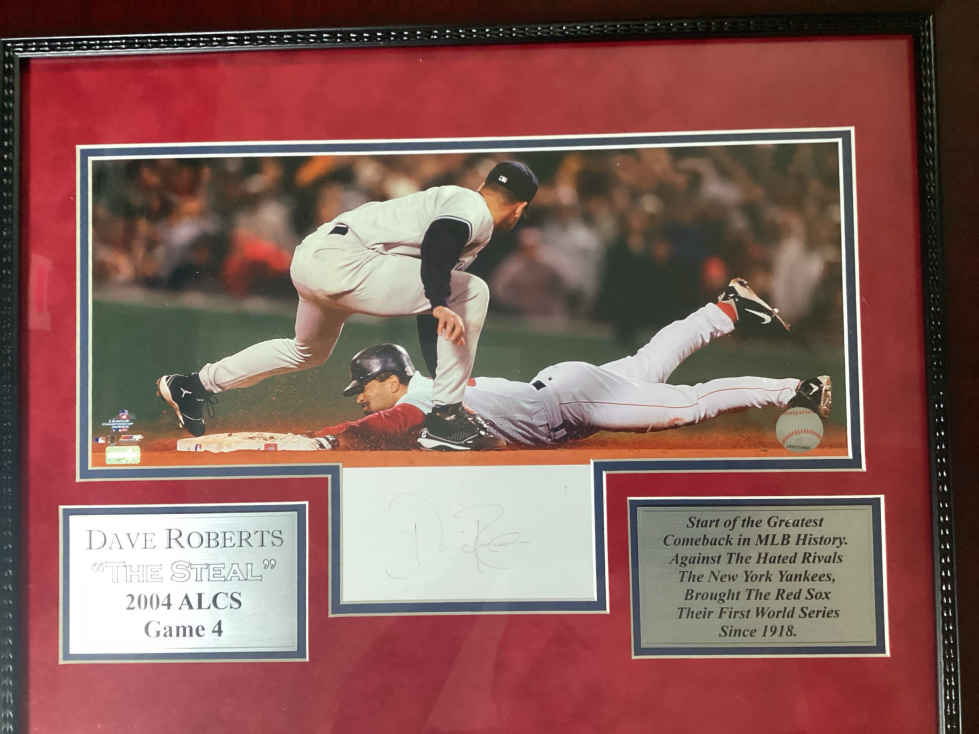 DAVE ROBERTS
"THE STEAL"
2004 ALCS
Game 4
Start of the Greatest
Comeback in MLB History.
Against The Hated Rivals
The New York Yankees,
Brought The Red Sox
Their First World Series
Since 1918.